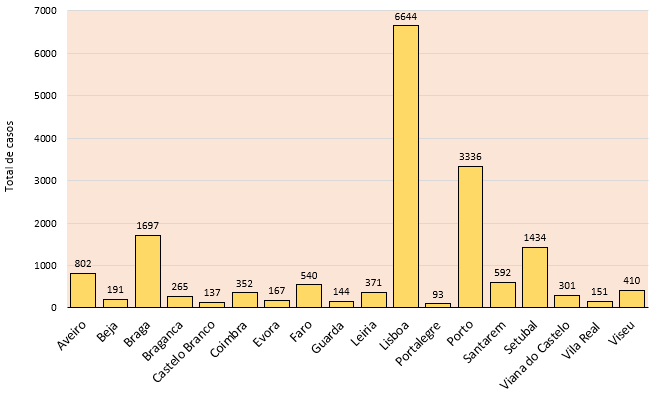 Total de casos
7000
6000
5000
4000
3000
2000
1000
0
802
191
1697
265
137
352
167
540
144
371
6644
93
3336
592
1434
301
151
410
Aveiro
Beja
Braga
Braganca
Castelo Branco
Coimbra
Evora
Faro
Guarda
Leiria
Lisboa
Portalegre
Porto
Santarem
Setubal
Viana do Castelo
Vila Real
Viseu